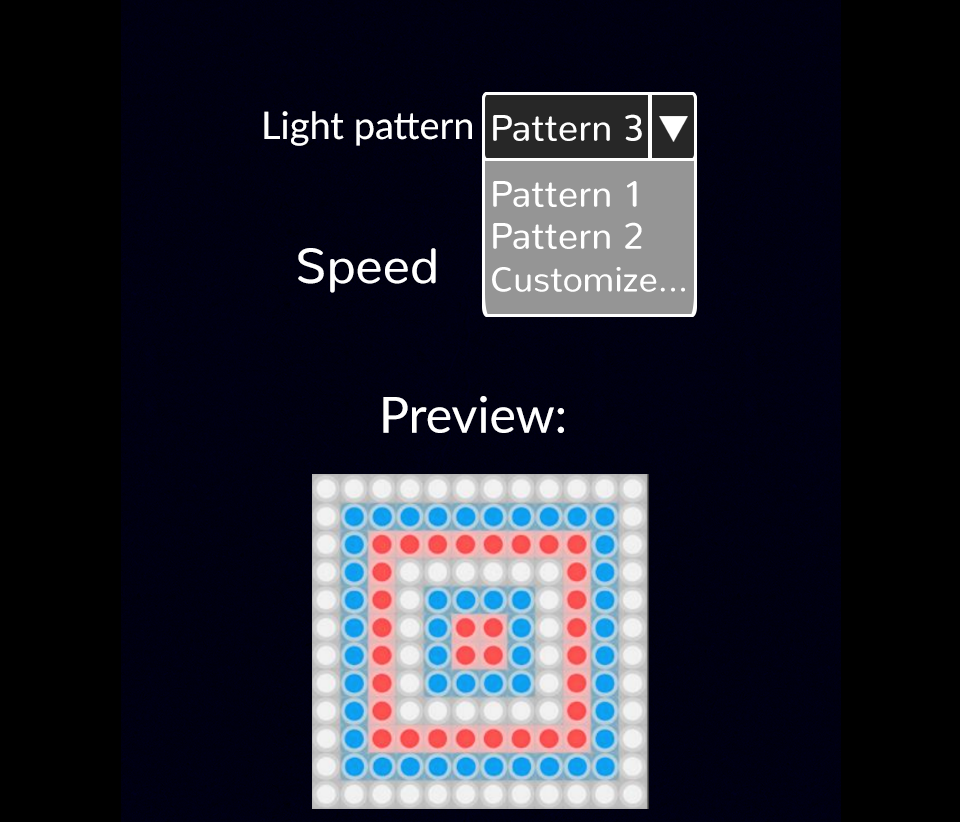 Light pattern Pattern 3
Pattern 1
Pattern 2
Speed
Customize...
Preview: